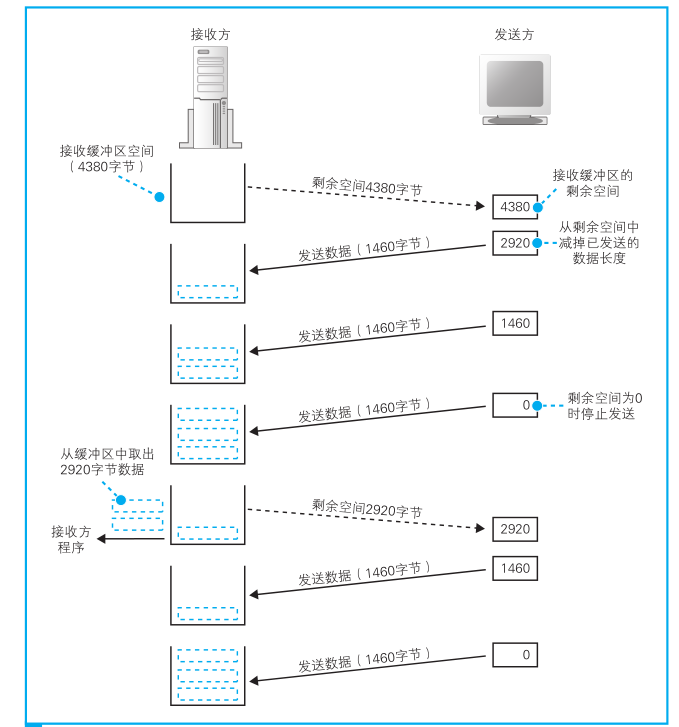 接收方
发送方
接收缓冲区空间
（4380字节）
剩余空间4380字节
接收缓冲区的
剩余空间
4380
从剩余空间中
减掉已发送的
数据长度
2920
发送数据（1460字节）
1460
发送数据（1460字节）
0
剩余空间为0
时停止发送
发送数据（1460字节）
从缓冲区中取出
2920字节数据
剩余空间2920字节
2920
接收方
程序
1460
发送数据（1460字节）
0
发送数据（1460字节）